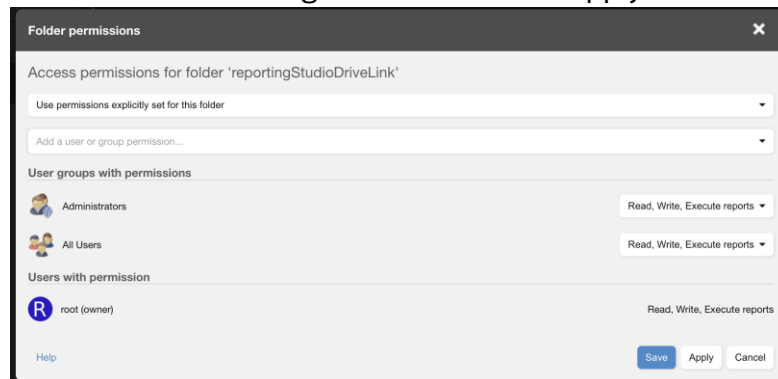 Folder permissions
Access permissions for folder 'reportingStudioDriveLink'
Use permissions explicitly set for this folder
Add a user or group permission...
User groups with permissions
Administrators
Read, Write, Execute reports
All Users
Read, Write, Execute reports
Users with permission
R
root (owner)
Read, Write, Execute reports
Help
Save
Apply
Cancel